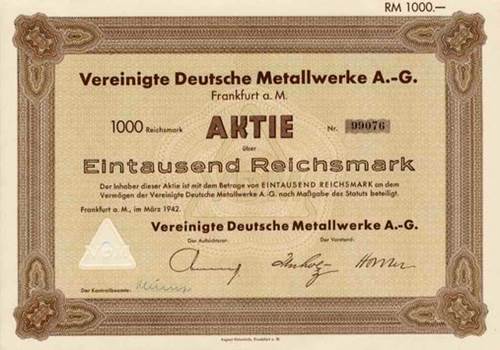 RM 1000.—
Vereinigte Deutsche Metallwerke A.-G.
Frankfurt a. M.
1000 Reichsmark AKTIE Nr. 99076
über
Eintausend Reichsmark
Der Inhaber dieser Aktie ist mit dem Betrage von EINTAUSEND REICHSMARK an dem
Vermögen der Vereinigte Deutsche Metallwerke A.-G. nach Maßgabe des Statuts beteiligt.
Frankfurt a. M., im März 1942.
Vereinigte Deutsche Metallwerke A.-G.
Der Aufsichtsrat: Der Vorstand:
Der Kontrollbeamte: